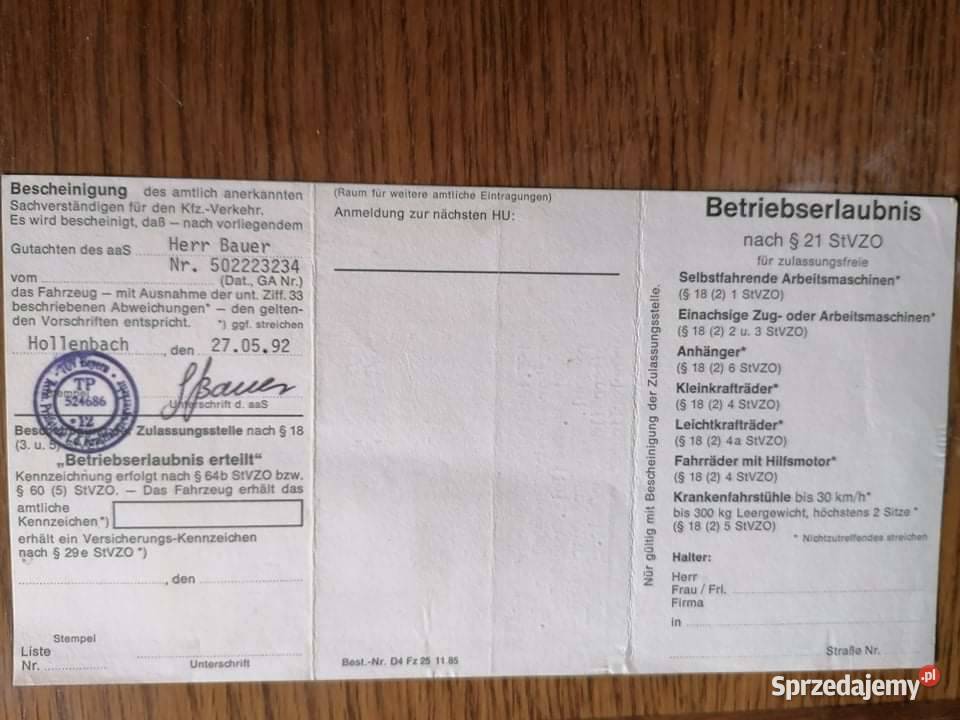 Bescheinigung des amtlich anerkannten
Sachverständigen für den Kfz.-Verkehr.
Es wird bescheinigt, daß – nach vorliegendem
Gutachten des aaS Herr Bauer
Nr. 502223234
vom (Dat., GA Nr.)
das Fahrzeug – mit Ausnahme der unt. Ziff. 33
beschriebenen Abweichungen* – den gelten-
den Vorschriften entspricht. *) ggf. streichen
Hollenbach, den 27.05.92
TÜV Bayern
TP
524686
12
Bauer
Unterschrift d. aaS
Zulassungsstelle nach § 18
(3. u. 5
„Betriebserlaubnis erteilt"
Kennzeichnung erfolgt nach § 64b StVZO bzw.
§ 60 (5) StVZO. – Das Fahrzeug erhält das
amtliche
Kennzeichen*)
erhält ein Versicherungs-Kennzeichen
nach § 29e StVZO *)
, den
Stempel
Liste
Nr.
Unterschrift
(Raum für weitere amtliche Eintragungen)
Anmeldung zur nächsten HU:
Best.-Nr. D4 Fz 25 11.85
Nur gültig mit Bescheinigung der Zulassungsstelle.
Betriebserlaubnis
nach § 21 StVZO
für zulassungsfreie
Selbstfahrende Arbeitsmaschinen*
(§ 18 (2) 1 StVZO)
Einachsige Zug- oder Arbeitsmaschinen*
(§ 18 (2) 2 u. 3 StVZO)
Anhänger*
(§ 18 (2) 6 StVZO)
Kleinkrafträder*
(§ 18 (2) 4 StVZO)
Leichtkrafträder*
(§ 18 (2) 4a StVZO)
Fahrräder mit Hilfsmotor*
(§ 18 (2) 4 StVZO)
Krankenfahrstühle bis 30 km/h*
bis 300 kg Leergewicht, höchstens 2 Sitze *
(§ 18 (2) 5 StVZO)
* Nichtzutreffendes streichen
Halter:
Herr
Frau / Frl.
Firma
in
Straße Nr.
Sprzedajemy.pl